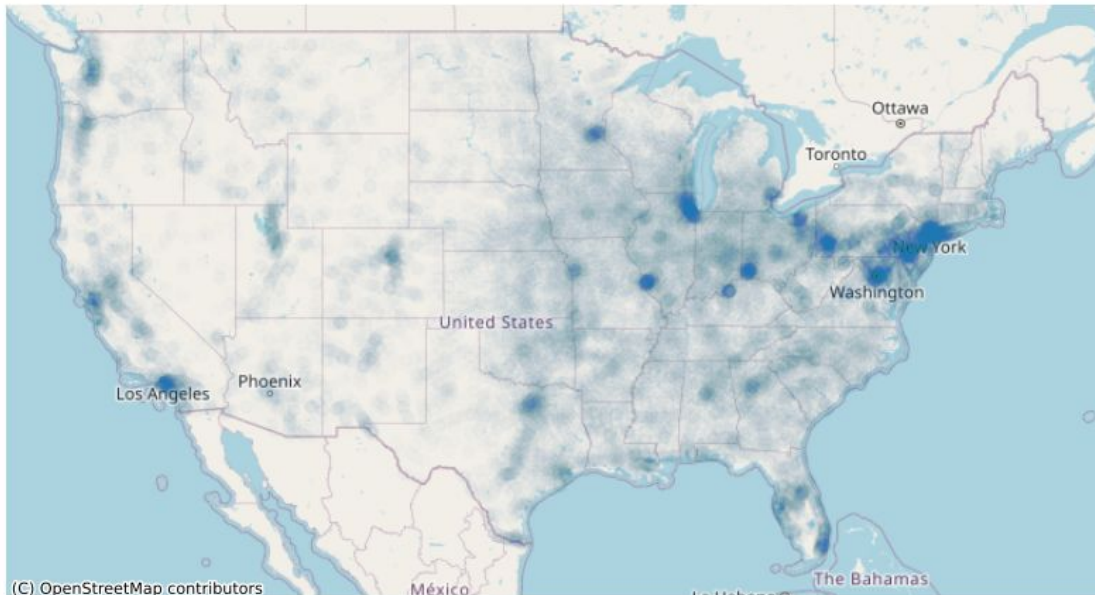 Ottawa
Toronto
New York
Washington
United States
Phoenix
Los Angeles
The Bahamas
México
(C) OpenStreetMap contributors